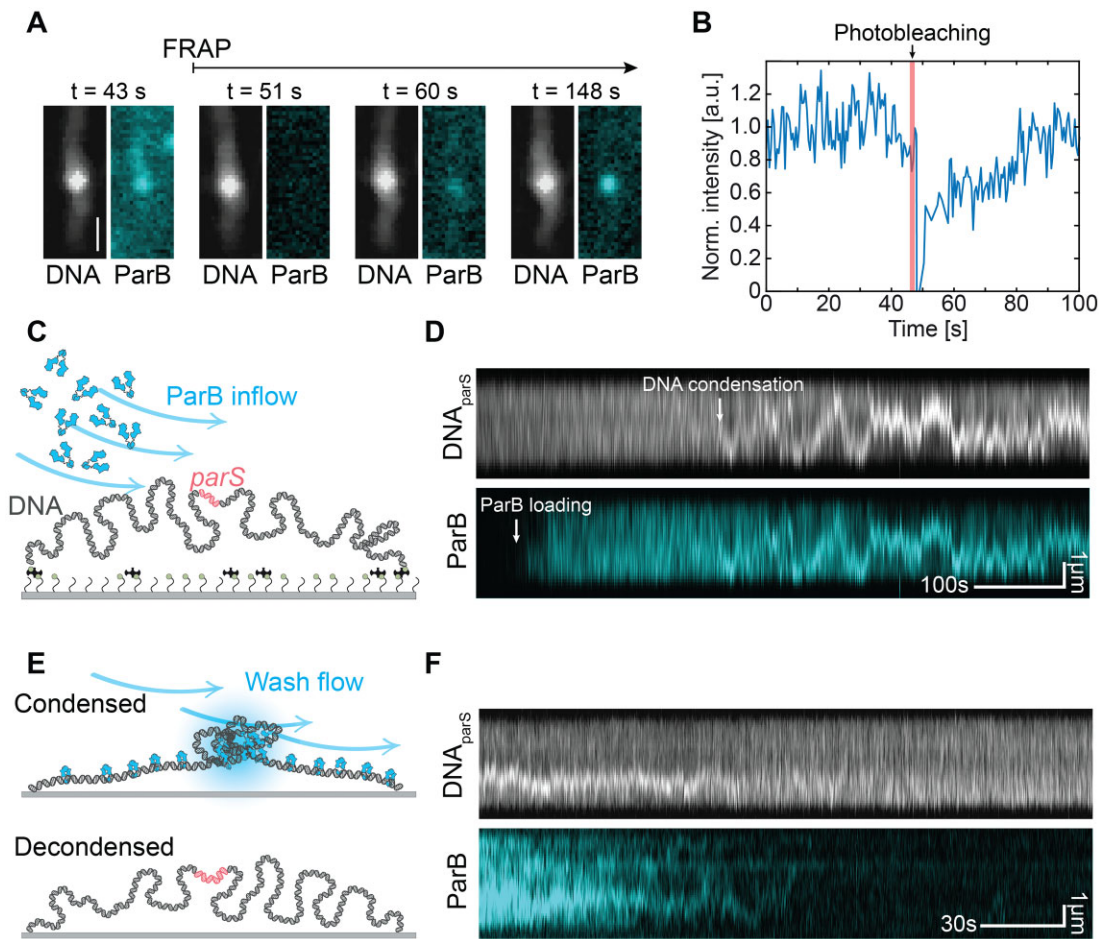 A
FRAP
t = 43 s
t = 51 s
t = 60 s
t = 148 s
DNA ParB
DNA ParB
DNA ParB
DNA ParB
B
Photobleaching
Norm. intensity [a.u.]
1.2
1.0
0.8
0.6
0.4
0.2
0
0 20 40 60 80 100
Time [s]
C
ParB inflow
parS
DNA
D
DNAparS
DNA condensation
ParB
ParB loading
100s
1μm
E
Condensed
Wash flow
Decondensed
F
DNAparS
ParB
30s
1μm